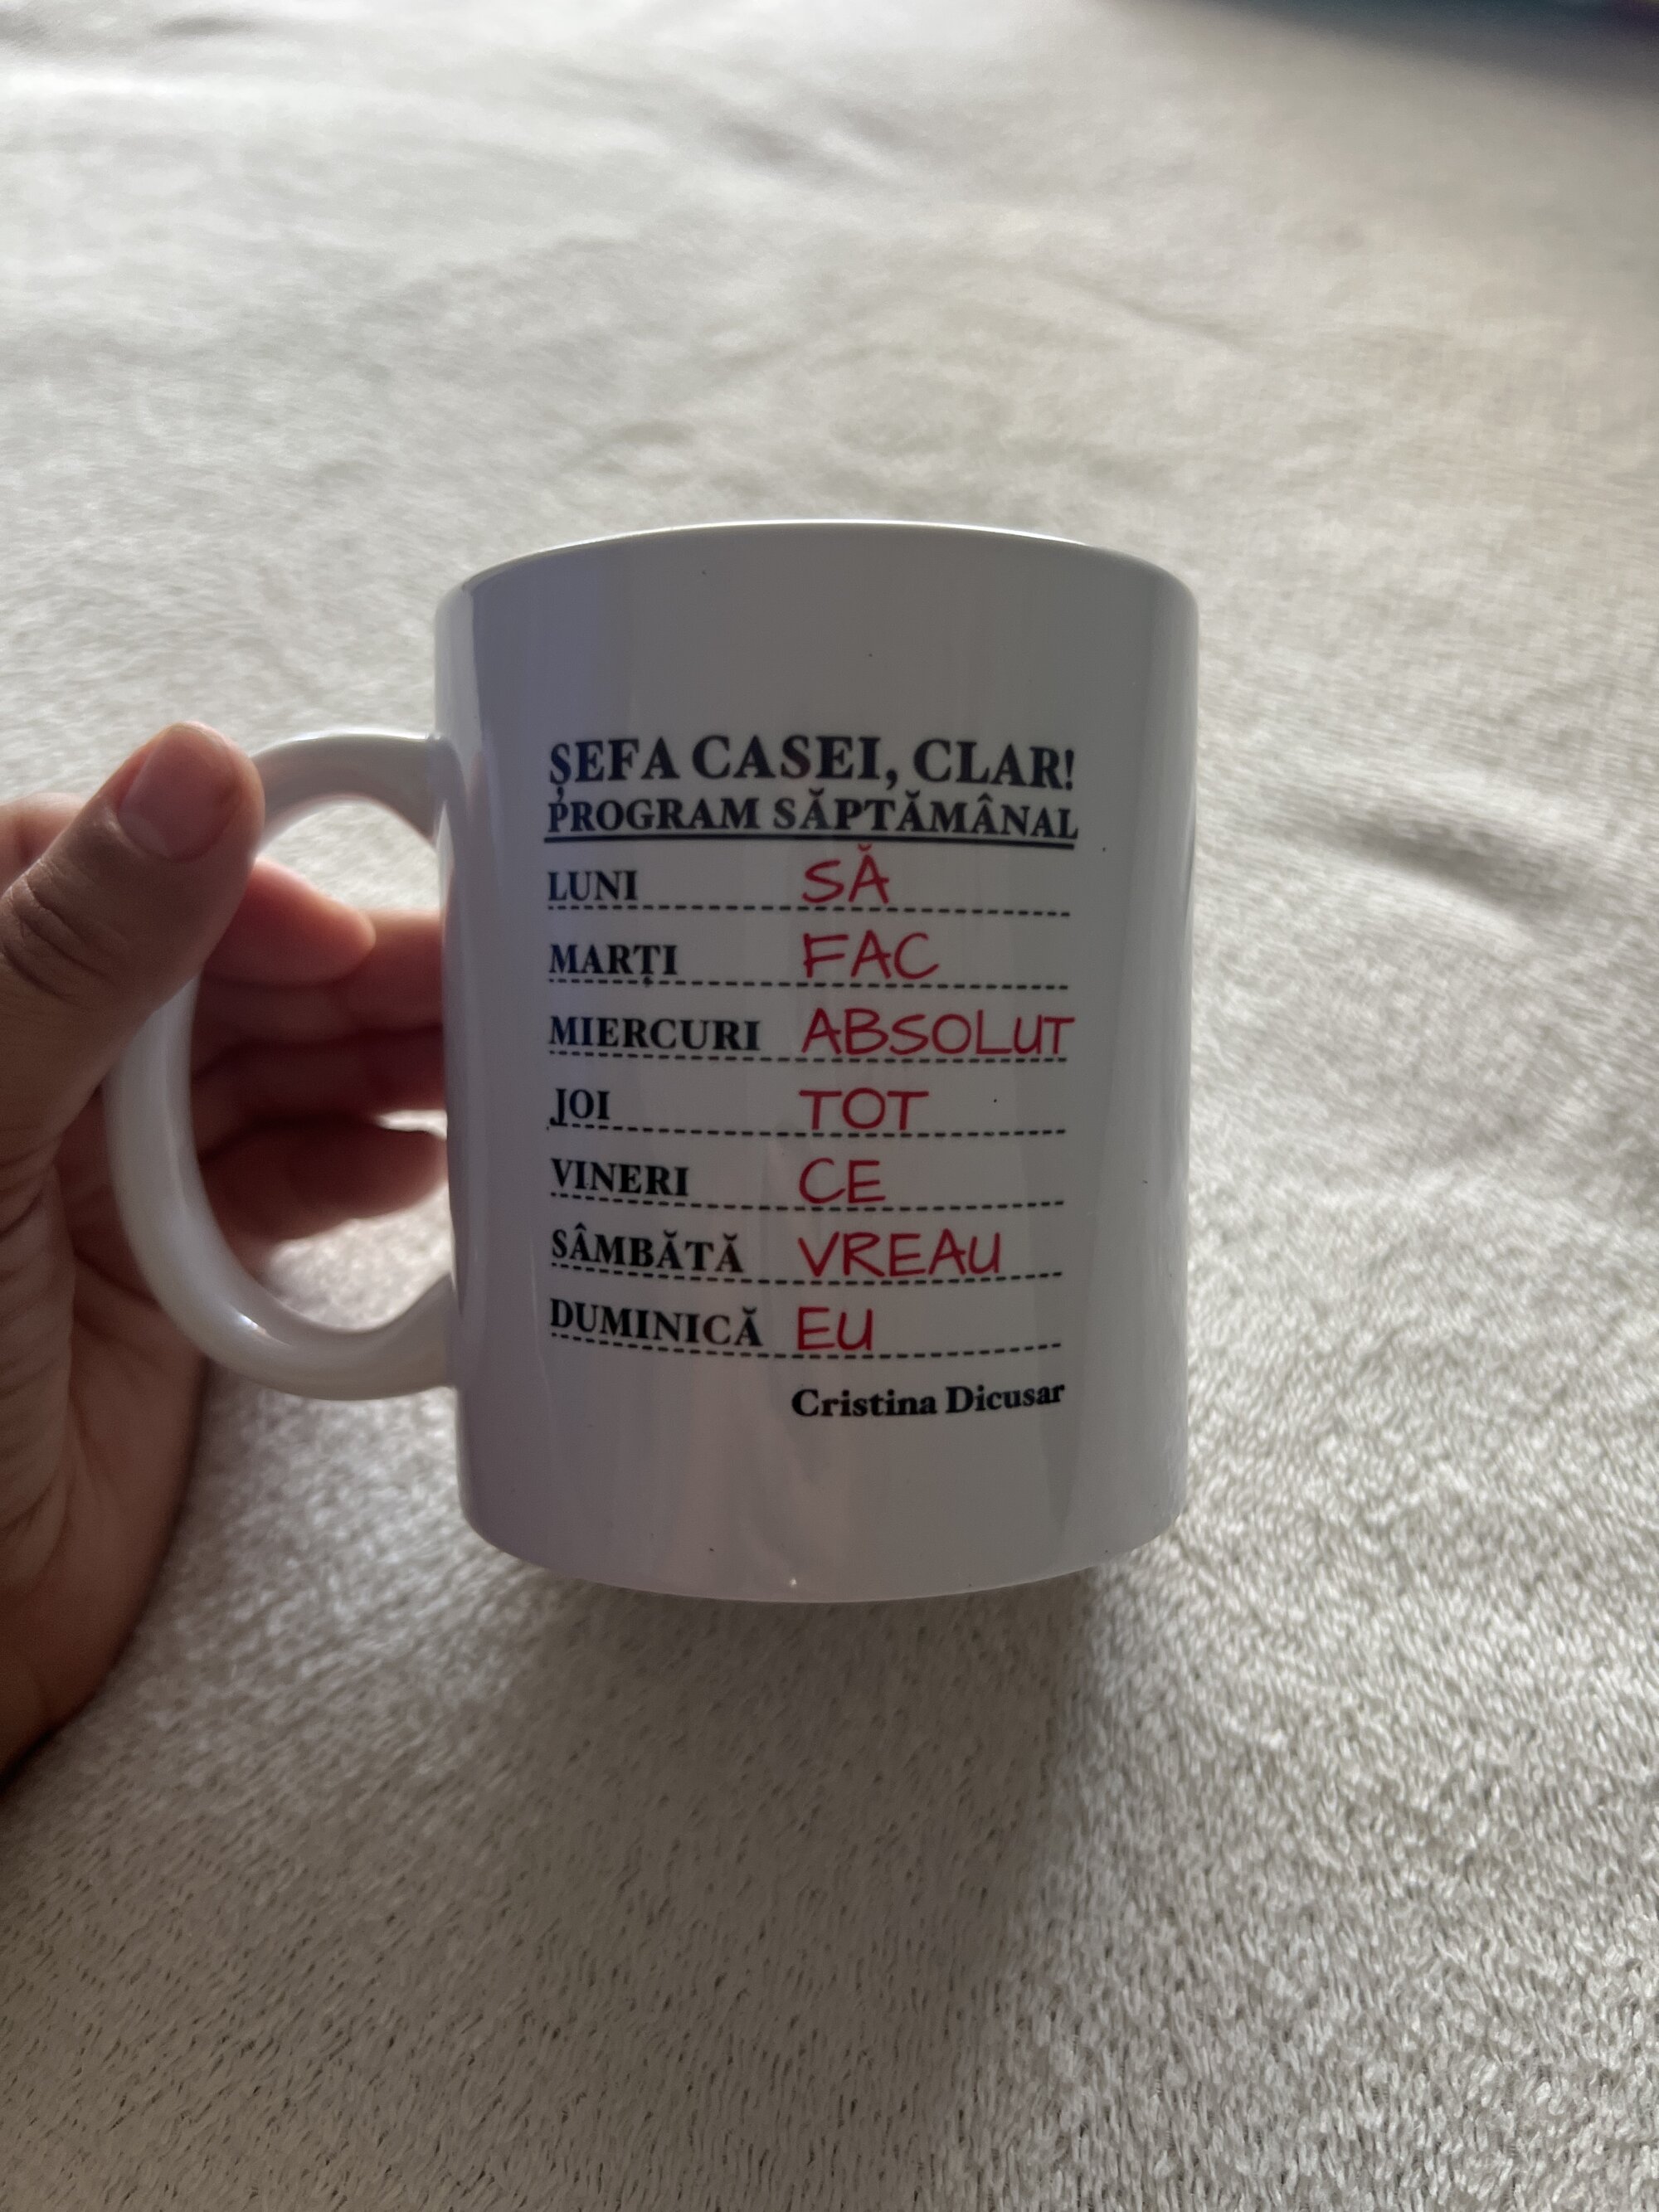 ȘEFA CASEI, CLAR!
PROGRAM SĂPTĂMÂNAL
LUNI SĂ
MARȚI FAC
MIERCURI ABSOLUT
JOI TOT
VINERI CE
SÂMBĂTĂ VREAU
DUMINICĂ EU
Cristina Dicusar